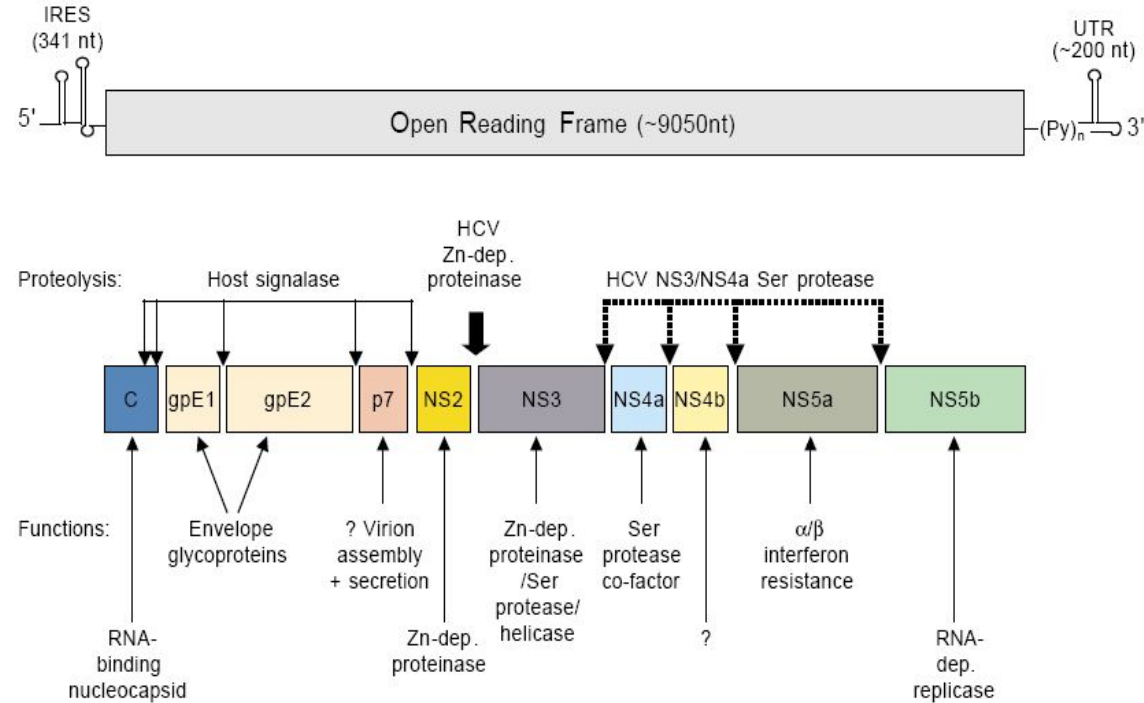 IRES
(341 nt)
UTR
(~200 nt)
5'
Open Reading Frame (~9050nt)
(Py)n
3'
HCV
Zn-dep.
proteinase
Proteolysis:
Host signalase
HCV NS3/NS4a Ser protease
C
gpE1
gpE2
p7
NS2
NS3
NS4a
NS4b
NS5a
NS5b
Functions:
Envelope
glycoproteins
? Virion
assembly
+ secretion
Zn-dep.
proteinase
/Ser
protease/
helicase
Ser
protease
co-factor
α/β
interferon
resistance
RNA-
binding
nucleocapsid
Zn-dep.
proteinase
?
RNA-
dep.
replicase